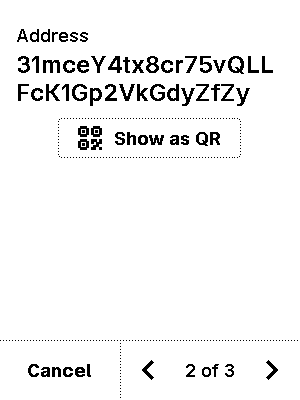 Address
31mceY4tx8cr75vQLL
FcK1Gp2VkGdyZfZy
Show as QR
Cancel
2 of 3